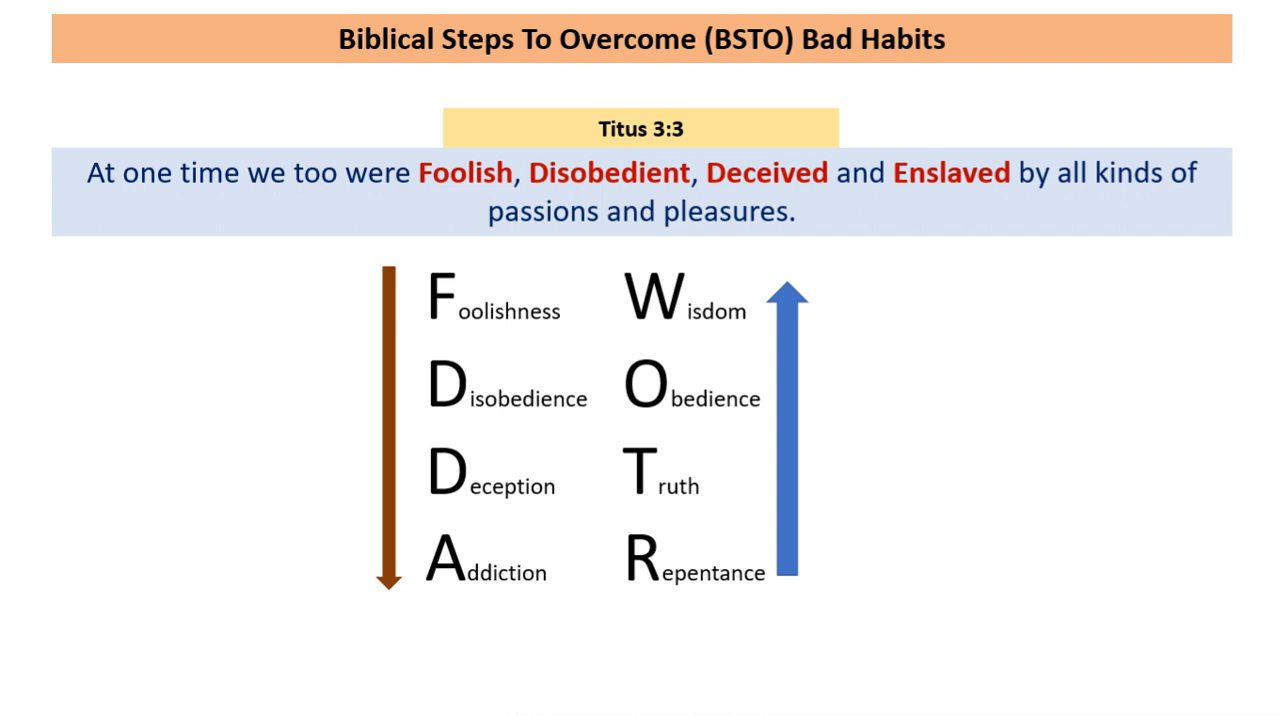 Biblical Steps To Overcome (BSTO) Bad Habits
Titus 3:3
At one time we too were Foolish, Disobedient, Deceived and Enslaved by all kinds of
passions and pleasures.
Foolishness Wisdom
Disobedience Obedience
Deception Truth
Addiction Repentance